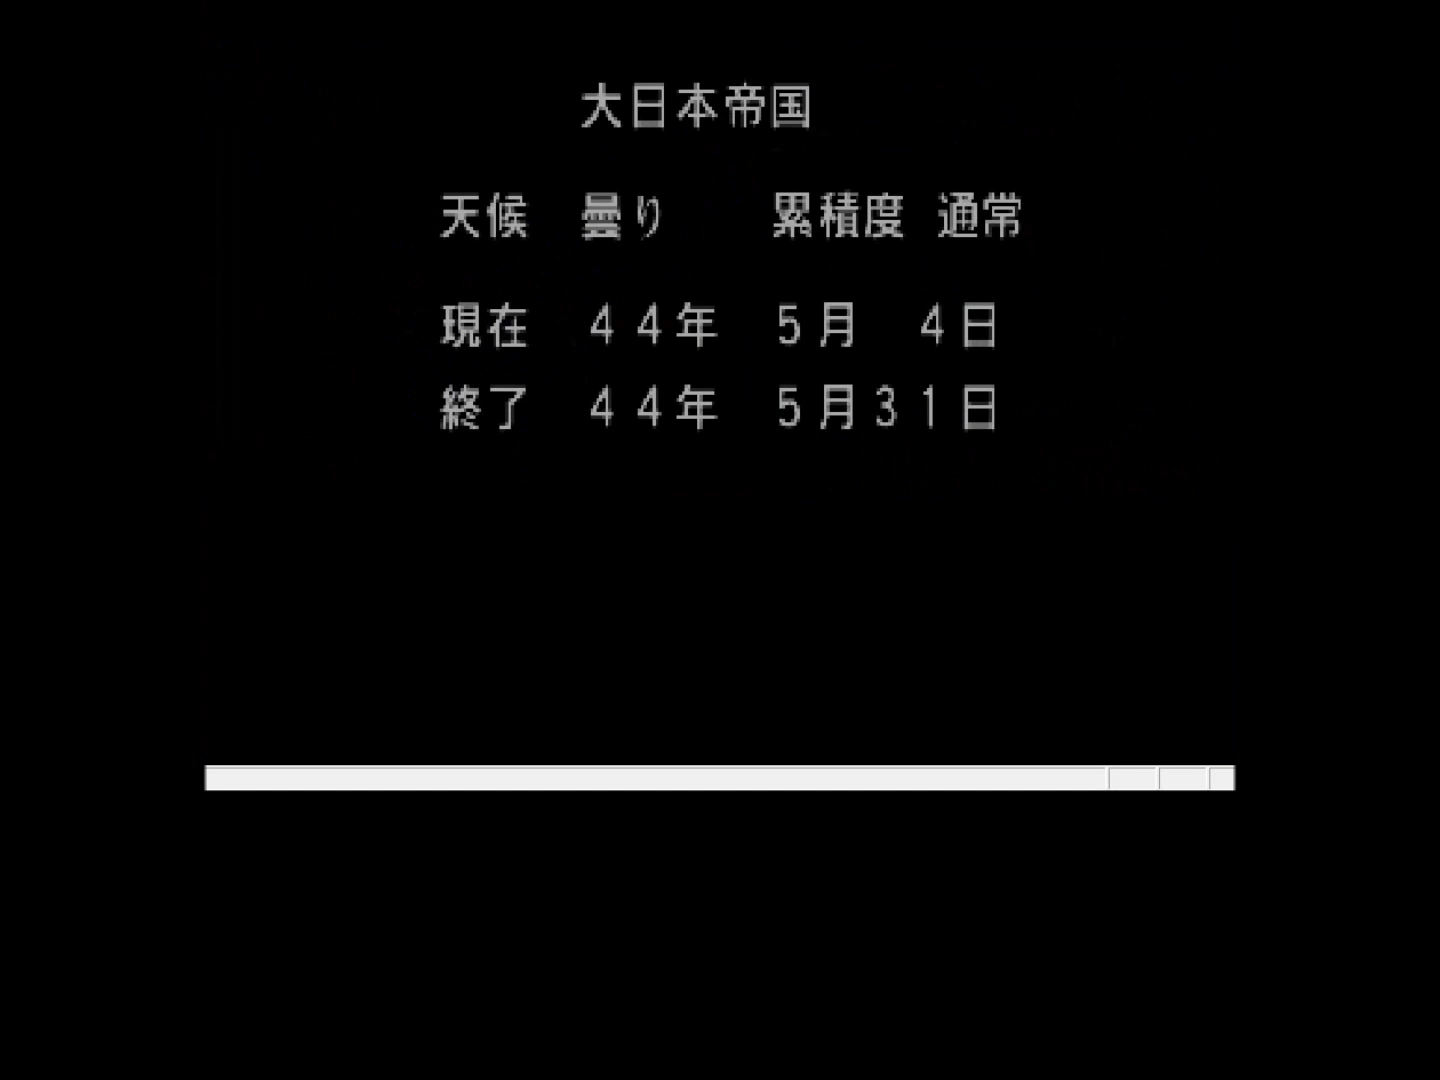 大日本帝国
天候 曇り 累積度 通常
現在 44年 5月 4日
終了 44年 5月31日